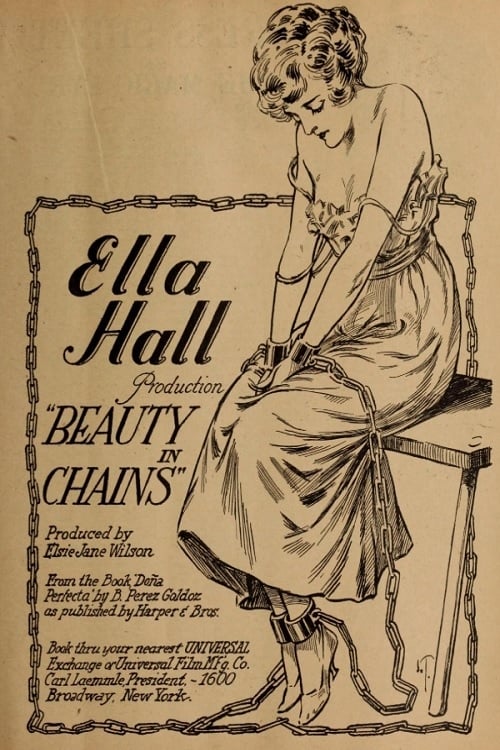 Ella
Hall
Production
"BEAUTY
IN
CHAINS"
Produced by
Elsie Jane Wilson
From the Book 'Doña
Perfecta' by B. Perez Goldoz
as published by Harper & Bros.
Book thru your nearest UNIVERSAL
Exchange or Universal Film Mfg. Co.
Carl Laemmle, President, - 1600
Broadway, New York.